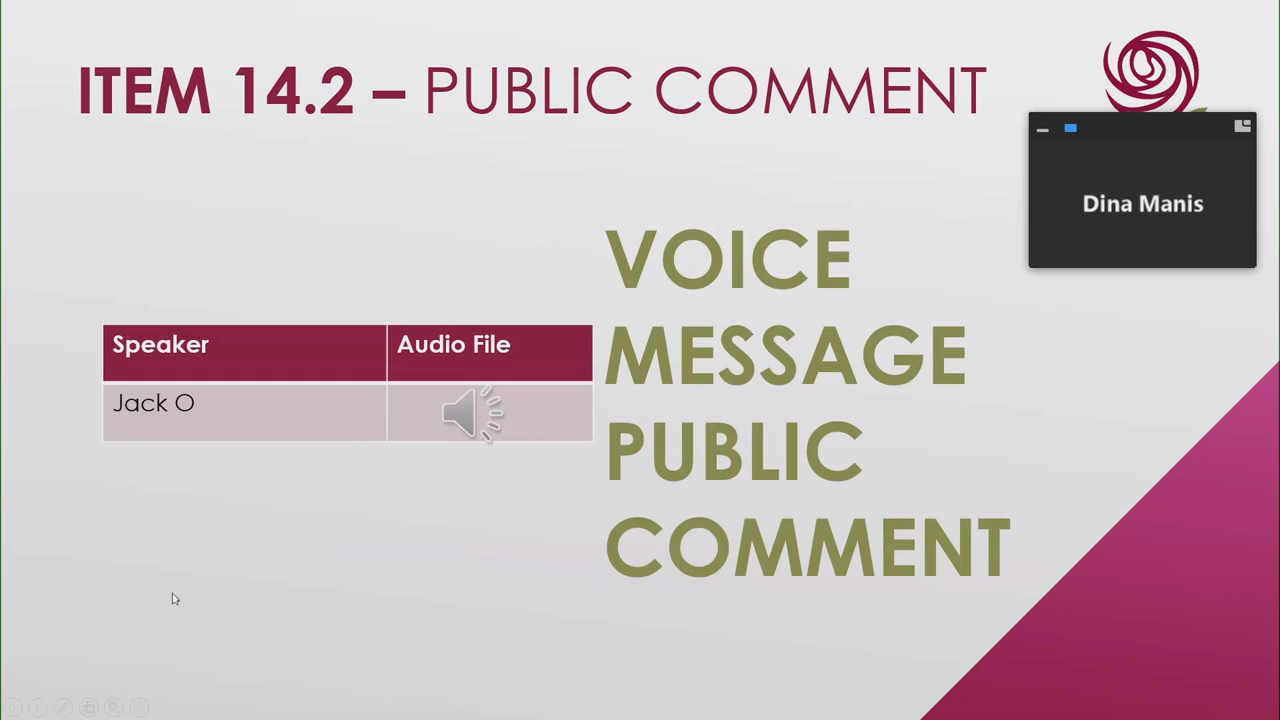 ITEM 14.2 – PUBLIC COMMENT
Dina Manis
VOICE
MESSAGE
PUBLIC
COMMENT
Speaker Audio File
Jack O